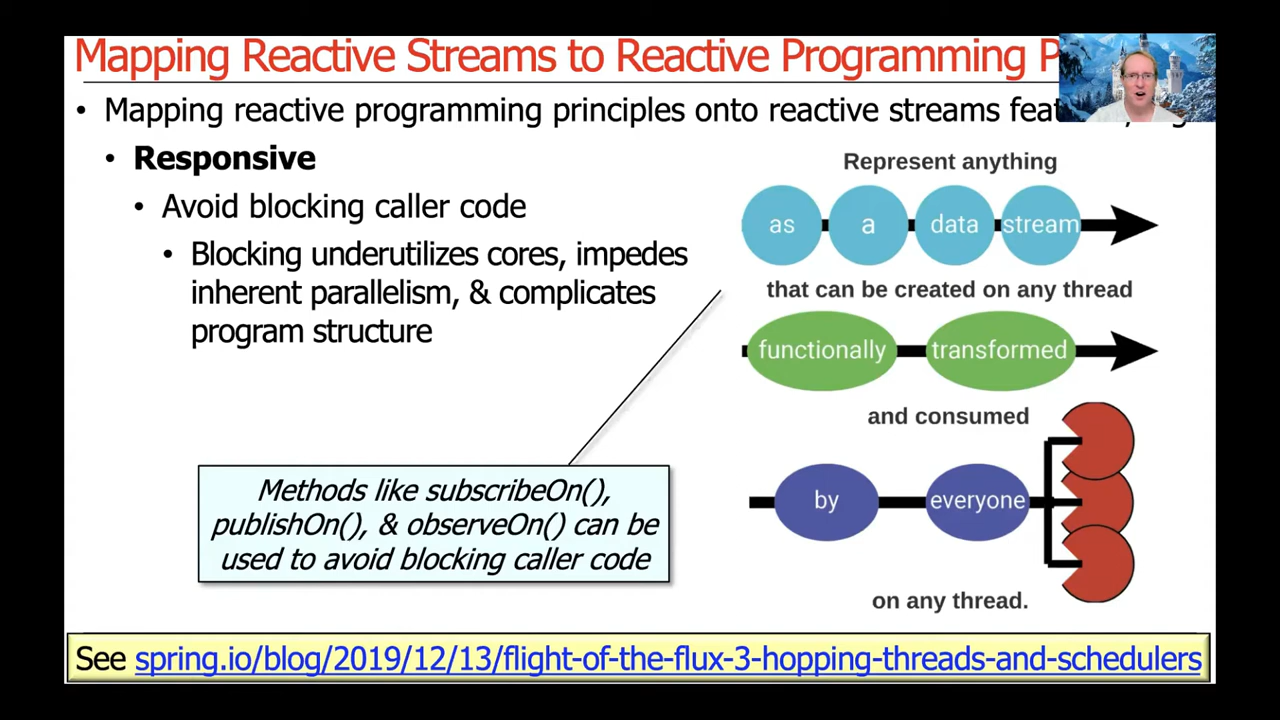 Mapping Reactive Streams to Reactive Programming
• Mapping reactive programming principles onto reactive streams
• Responsive
• Avoid blocking caller code
• Blocking underutilizes cores, impedes
inherent parallelism, & complicates
program structure
Methods like subscribeOn(),
publishOn(), & observeOn() can be
used to avoid blocking caller code
Represent anything
as a data stream
that can be created on any thread
functionally transformed
and consumed
by everyone
on any thread.
See spring.io/blog/2019/12/13/flight-of-the-flux-3-hopping-threads-and-schedulers